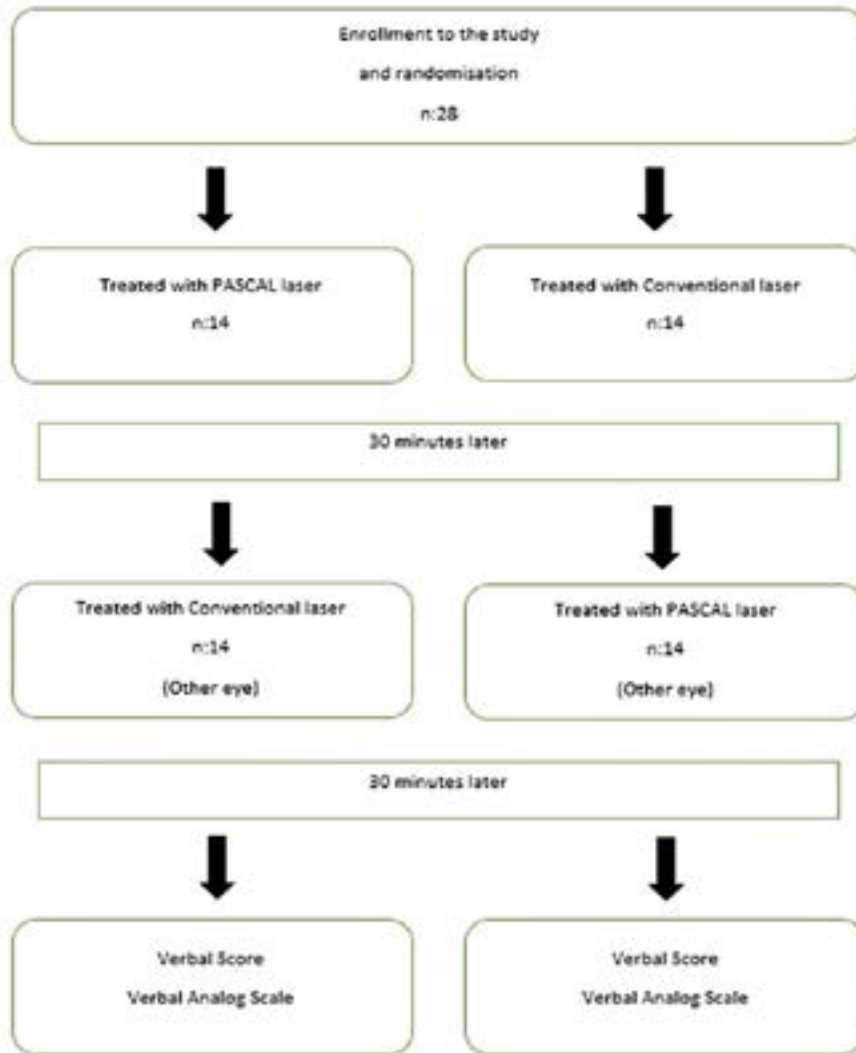 Enrollment to the study
and randomisation
n:28
Treated with PASCAL laser
n:14
Treated with Conventional laser
n:14
30 minutes later
Treated with Conventional laser
n:14
(Other eye)
Treated with PASCAL laser
n:14
(Other eye)
30 minutes later
Verbal Score
Verbal Analog Scale
Verbal Score
Verbal Analog Scale